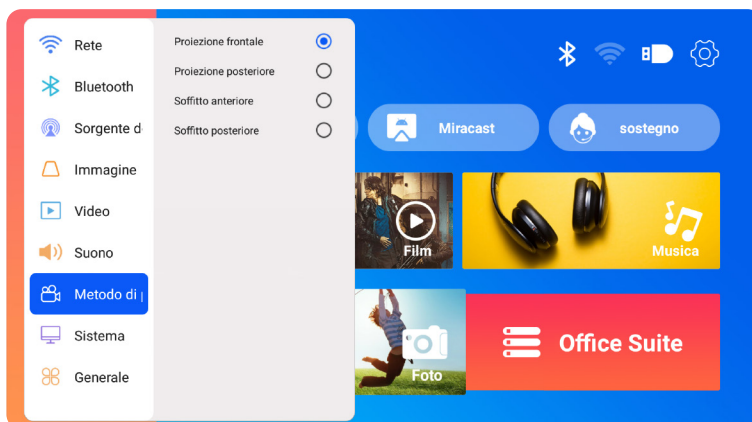 Rete
Bluetooth
Sorgente d
Immagine
Video
Suono
Metodo di
Sistema
Generale
Proiezione frontale
Proiezione posteriore
Soffitto anteriore
Soffitto posteriore
Miracast
sostegno
Film
Musica
Foto
Office Suite